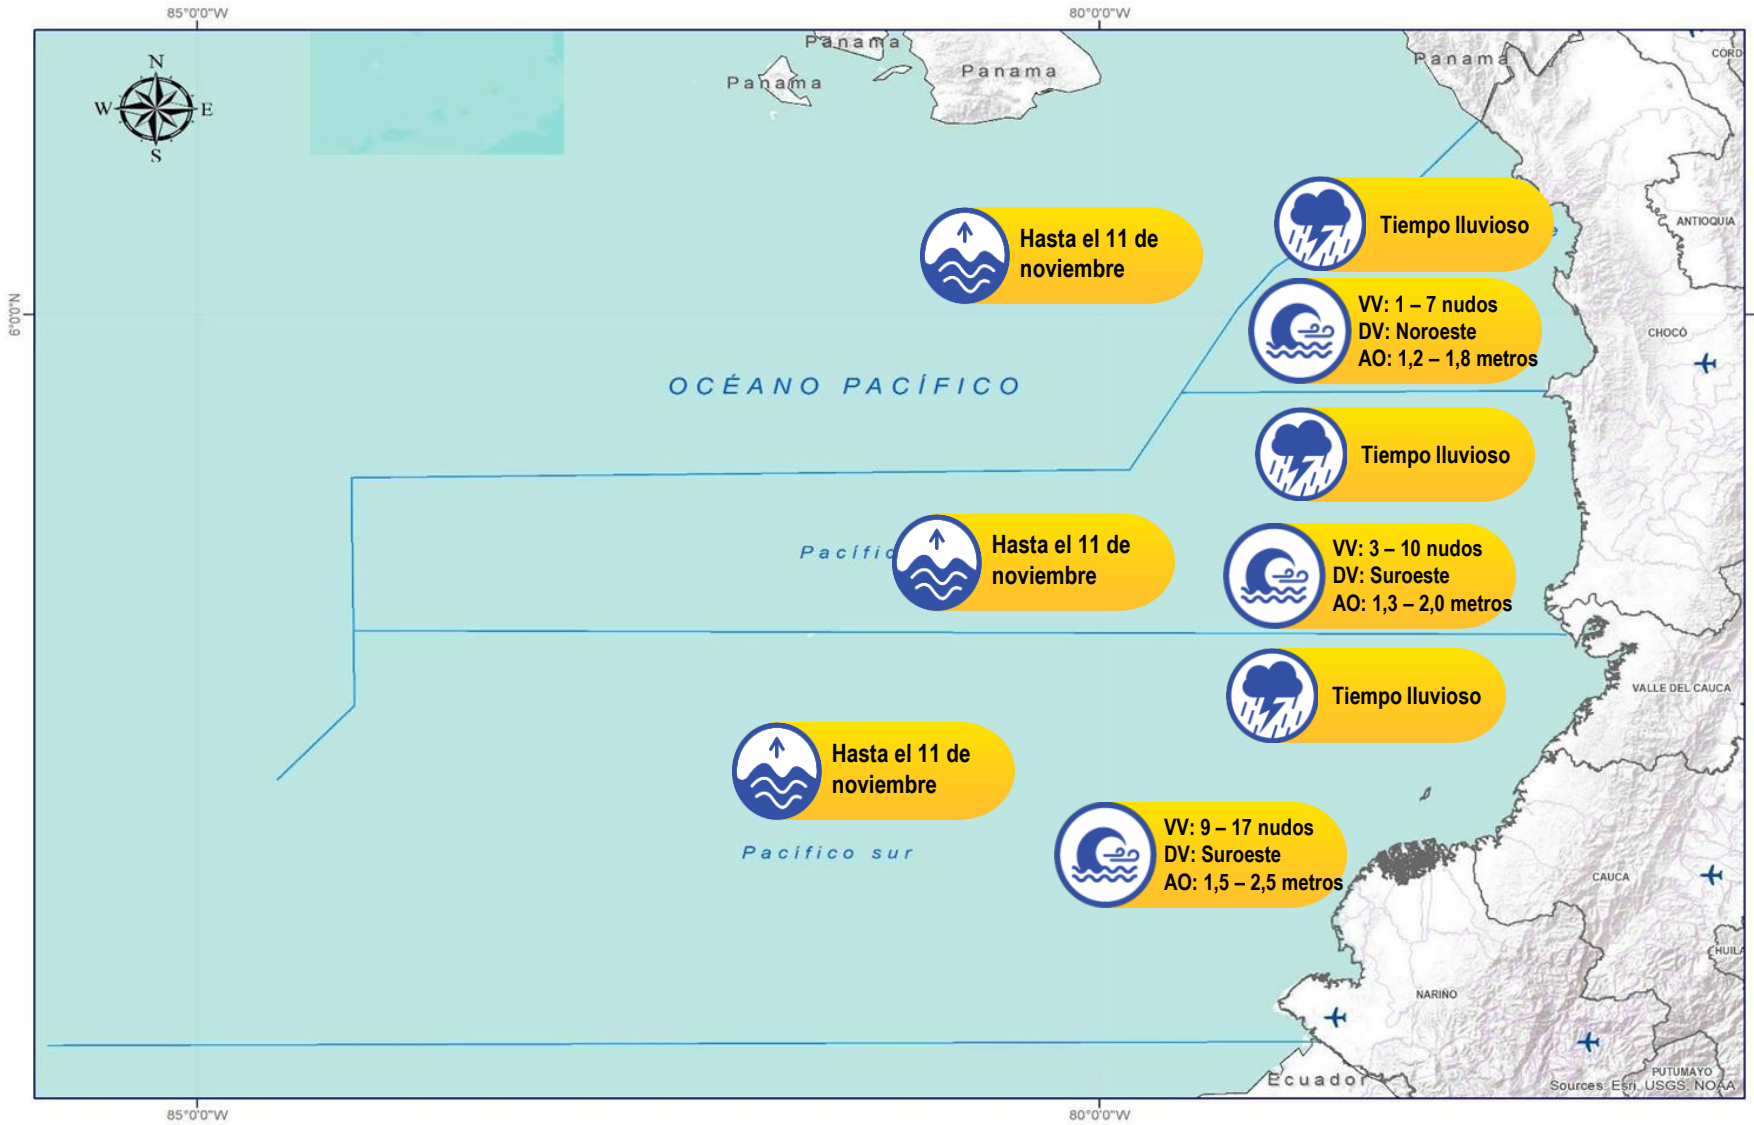 85°0'0"W
80°0'0"W
N
W
E
S
Panama
Panama
Panama
Panama
CÓRD
ANTIOQUIA
Tiempo lluvioso
Hasta el 11 de
noviembre
6°0'0"N
VV: 1 – 7 nudos
DV: Noroeste
AO: 1,2 – 1,8 metros
CHOCÓ
OCÉANO PACÍFICO
Tiempo lluvioso
Pacífic
Hasta el 11 de
noviembre
VV: 3 – 10 nudos
DV: Suroeste
AO: 1,3 – 2,0 metros
Tiempo lluvioso
VALLE DEL CAUCA
Hasta el 11 de
noviembre
VV: 9 – 17 nudos
DV: Suroeste
AO: 1,5 – 2,5 metros
Pacífico sur
CAUCA
HUILA
NARIÑO
Ecuador
PUTUMAYO
Sources: Esri, USGS, NOAA
85°0'0"W
80°0'0"W